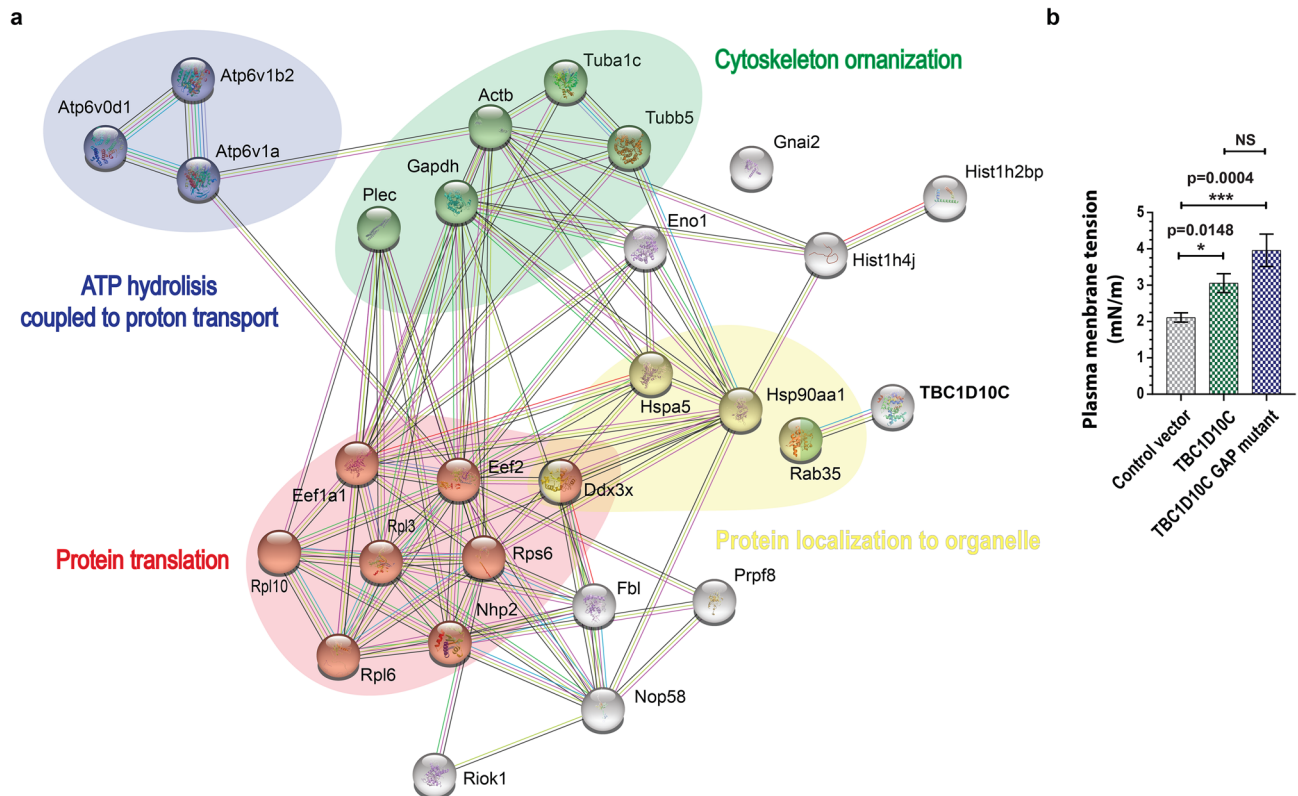 a
b
Cytoskeleton ornanization
Tuba1c
Atp6v1b2
Actb
Atp6v0d1
Tubb5
Gnai2
Atp6v1a
Gapdh
Hist1h2bp
Plec
Eno1
Hist1h4j
ATP hydrolisis
coupled to proton transport
Hspa5
Hsp90aa1
TBC1D10C
Rab35
Eef2
Eef1a1
Ddx3x
Rpl3
Protein translation
Rps6
Protein localization to organelle
Rpl10
Nhp2
Fbl
Prpf8
Rpl6
Nop58
Riok1
NS
p=0.0004
***
p=0.0148
*
Plasma menbrane tension
(mN/m)
5
4
3
2
1
0
Control vector
TBC1D10C
TBC1D10C GAP mutant